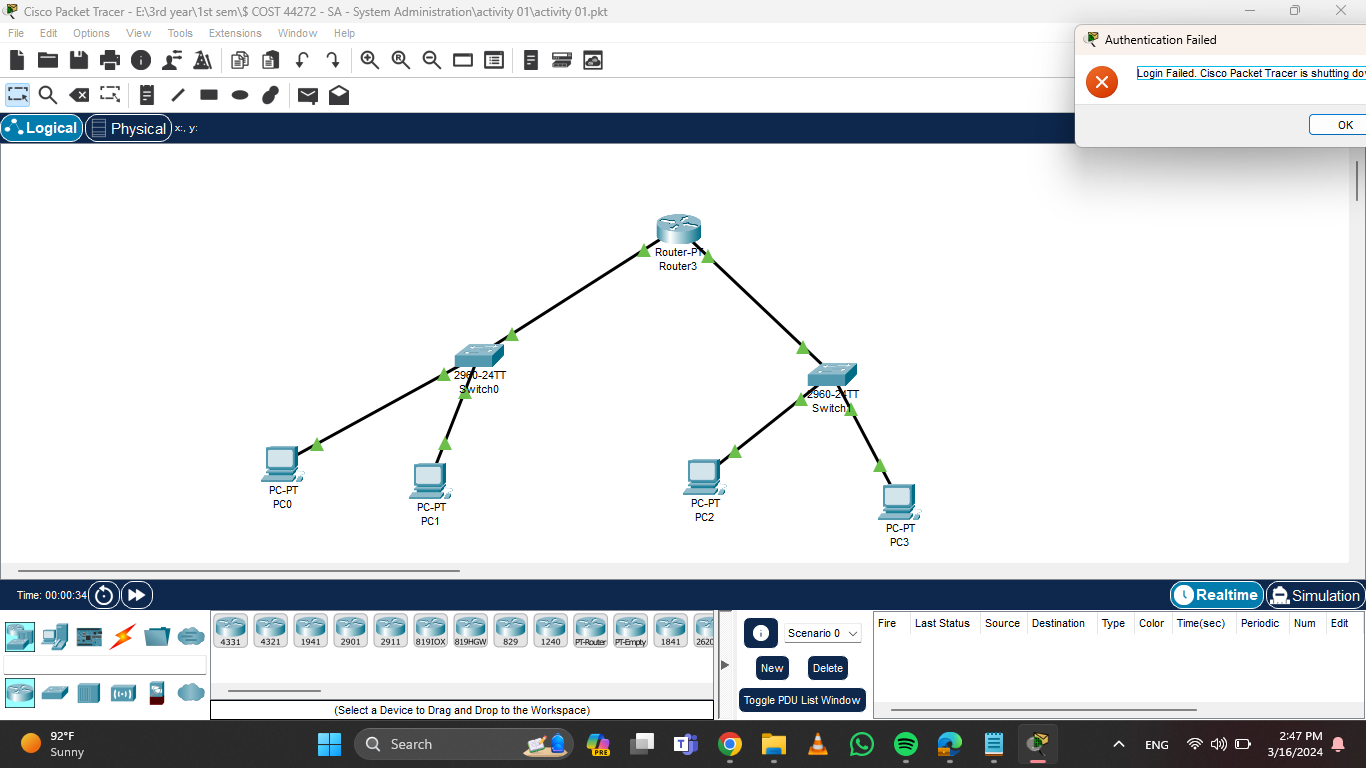 Cisco Packet Tracer - E:\3rd year\1st sem\$ COST 44272 - SA - System Administration\activity 01\activity 01.pkt
File Edit Options View Tools Extensions Window Help
Authentication Failed
Login Failed. Cisco Packet Tracer is shutting do
OK
Logical
Physical
x:, y:
Router-PT
Router3
2960-24TT
Switch0
2960-24TT
Switch1
PC-PT
PC0
PC-PT
PC1
PC-PT
PC2
PC-PT
PC3
Time: 00:00:34
Realtime
Simulation
4331 4321 1941 2901 2911 819IOX 819HGW 829 1240 PT-Router PT-Empty 1841 2620
(Select a Device to Drag and Drop to the Workspace)
Scenario 0
New
Delete
Toggle PDU List Window
Fire Last Status Source Destination Type Color Time(sec) Periodic Num Edit
92°F
Sunny
Search
PRE
ENG
2:47 PM
3/16/2024